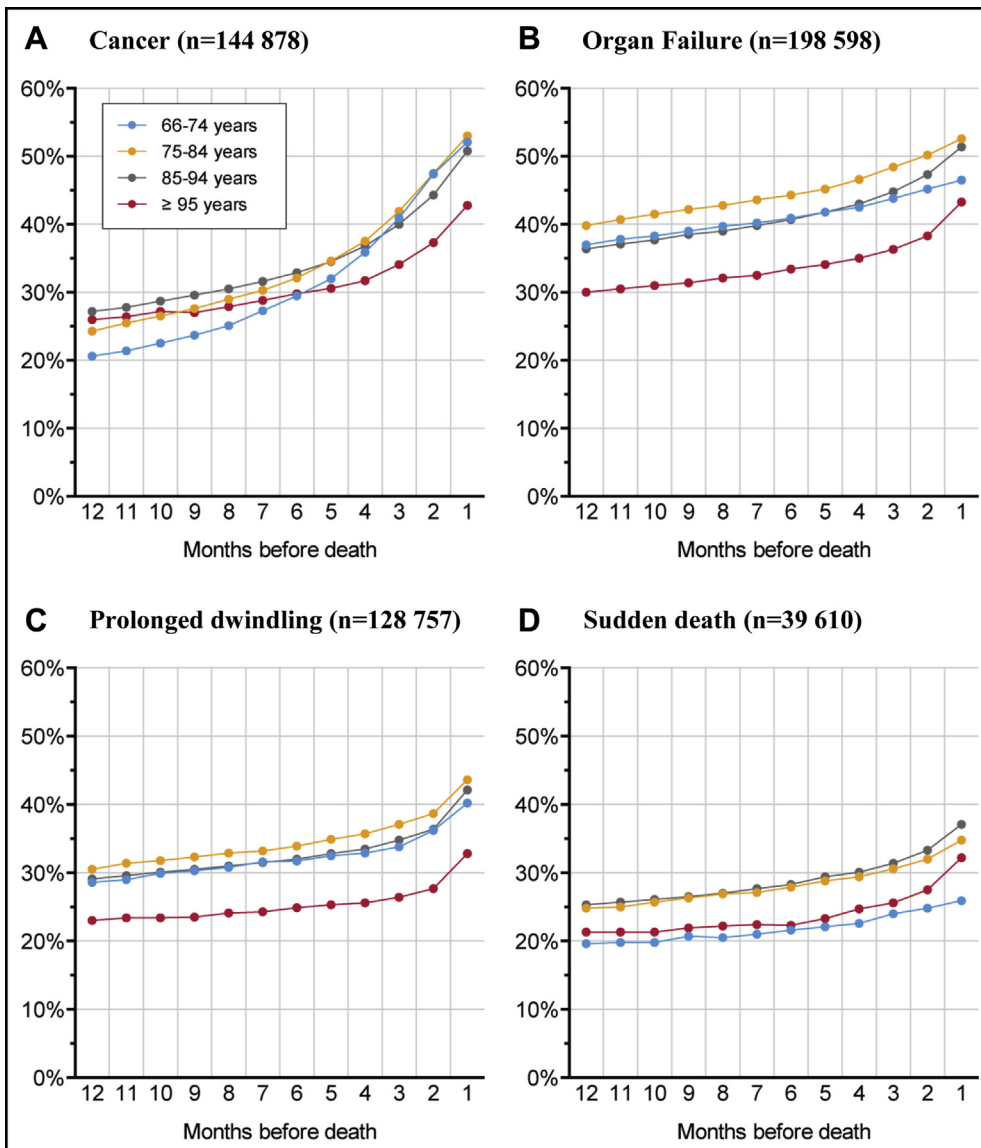 A Cancer (n=144 878)
60%
50%
40%
30%
20%
10%
0%
66-74 years
75-84 years
85-94 years
≥ 95 years
12 11 10 9 8 7 6 5 4 3 2 1
Months before death
B Organ Failure (n=198 598)
60%
50%
40%
30%
20%
10%
0%
12 11 10 9 8 7 6 5 4 3 2 1
Months before death
C Prolonged dwindling (n=128 757)
60%
50%
40%
30%
20%
10%
0%
12 11 10 9 8 7 6 5 4 3 2 1
Months before death
D Sudden death (n=39 610)
60%
50%
40%
30%
20%
10%
0%
12 11 10 9 8 7 6 5 4 3 2 1
Months before death